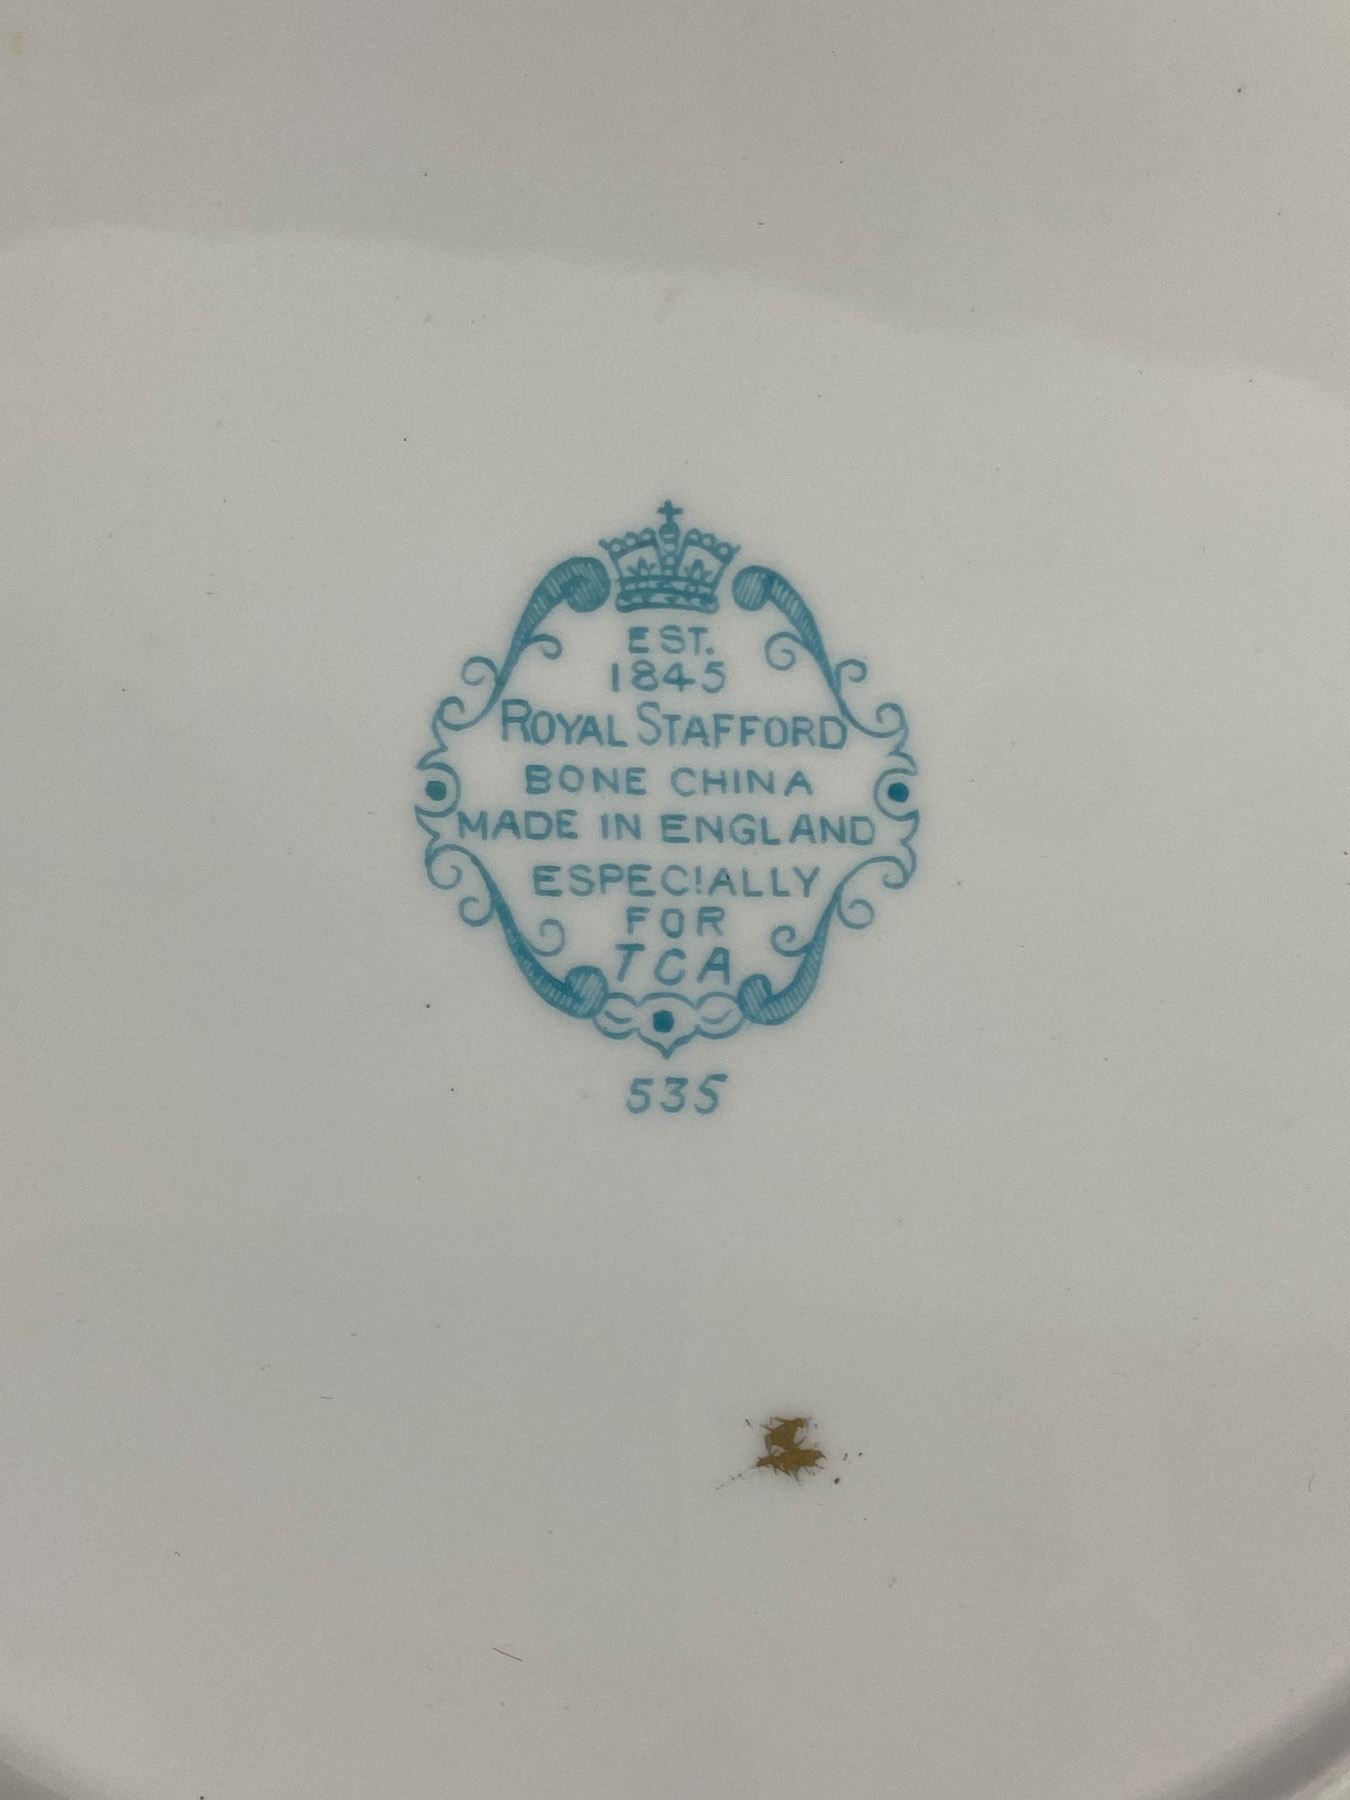 EST.
1845
ROYAL STAFFORD
BONE CHINA
MADE IN ENGLAND
ESPECIALLY
FOR
TCA
535